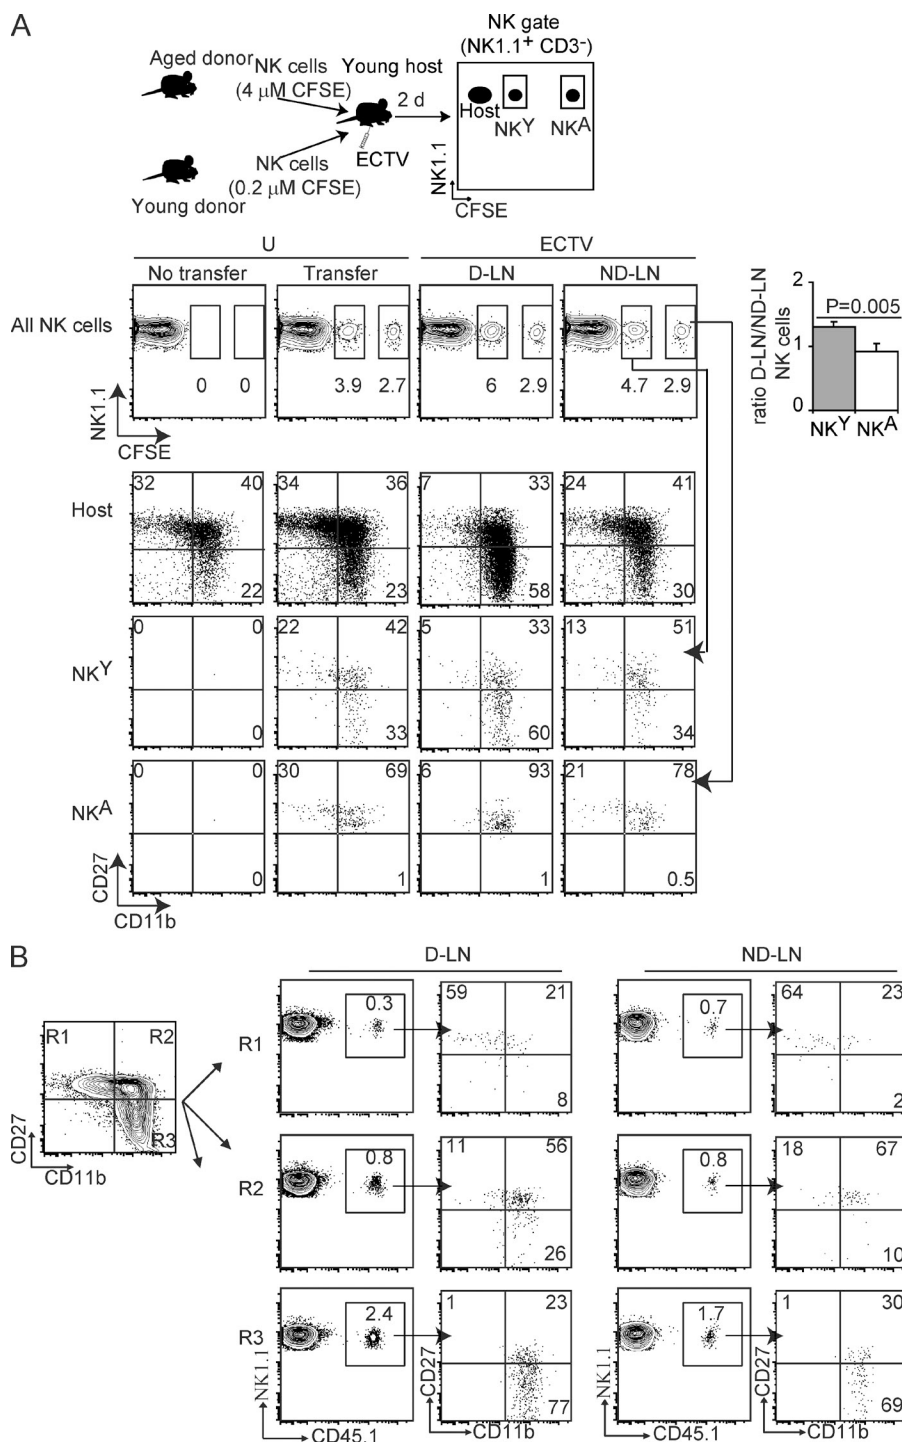 A
NK gate
(NK1.1+ CD3-)
Aged donor
NK cells
(4 μM CFSE)
Young host
2 d
Host
NKY
NKA
ECTV
NK cells
(0.2 μM CFSE)
Young donor
NK1.1
CFSE
U
ECTV
No transfer
Transfer
D-LN
ND-LN
All NK cells
0 0
3.9 2.7
6 2.9
4.7 2.9
NK1.1
CFSE
ratio D-LN/ND-LN
NK cells
2
1
0
P=0.005
NKY NKA
Host
32 40
22
34 36
23
7 33
58
24 41
30
NKY
0 0
0
22 42
33
5 33
60
13 51
34
NKA
0 0
0
30 69
1
6 93
1
21 78
0.5
CD27
CD11b
B
D-LN
ND-LN
R1 R2
R3
CD27
CD11b
R1
0.3
59 21
8
0.7
64 23
2
R2
0.8
11 56
26
0.8
18 67
10
R3
2.4
1 23
77
1.7
1 30
69
NK1.1
CD45.1
CD27
CD11b
NK1.1
CD45.1
CD27
CD11b